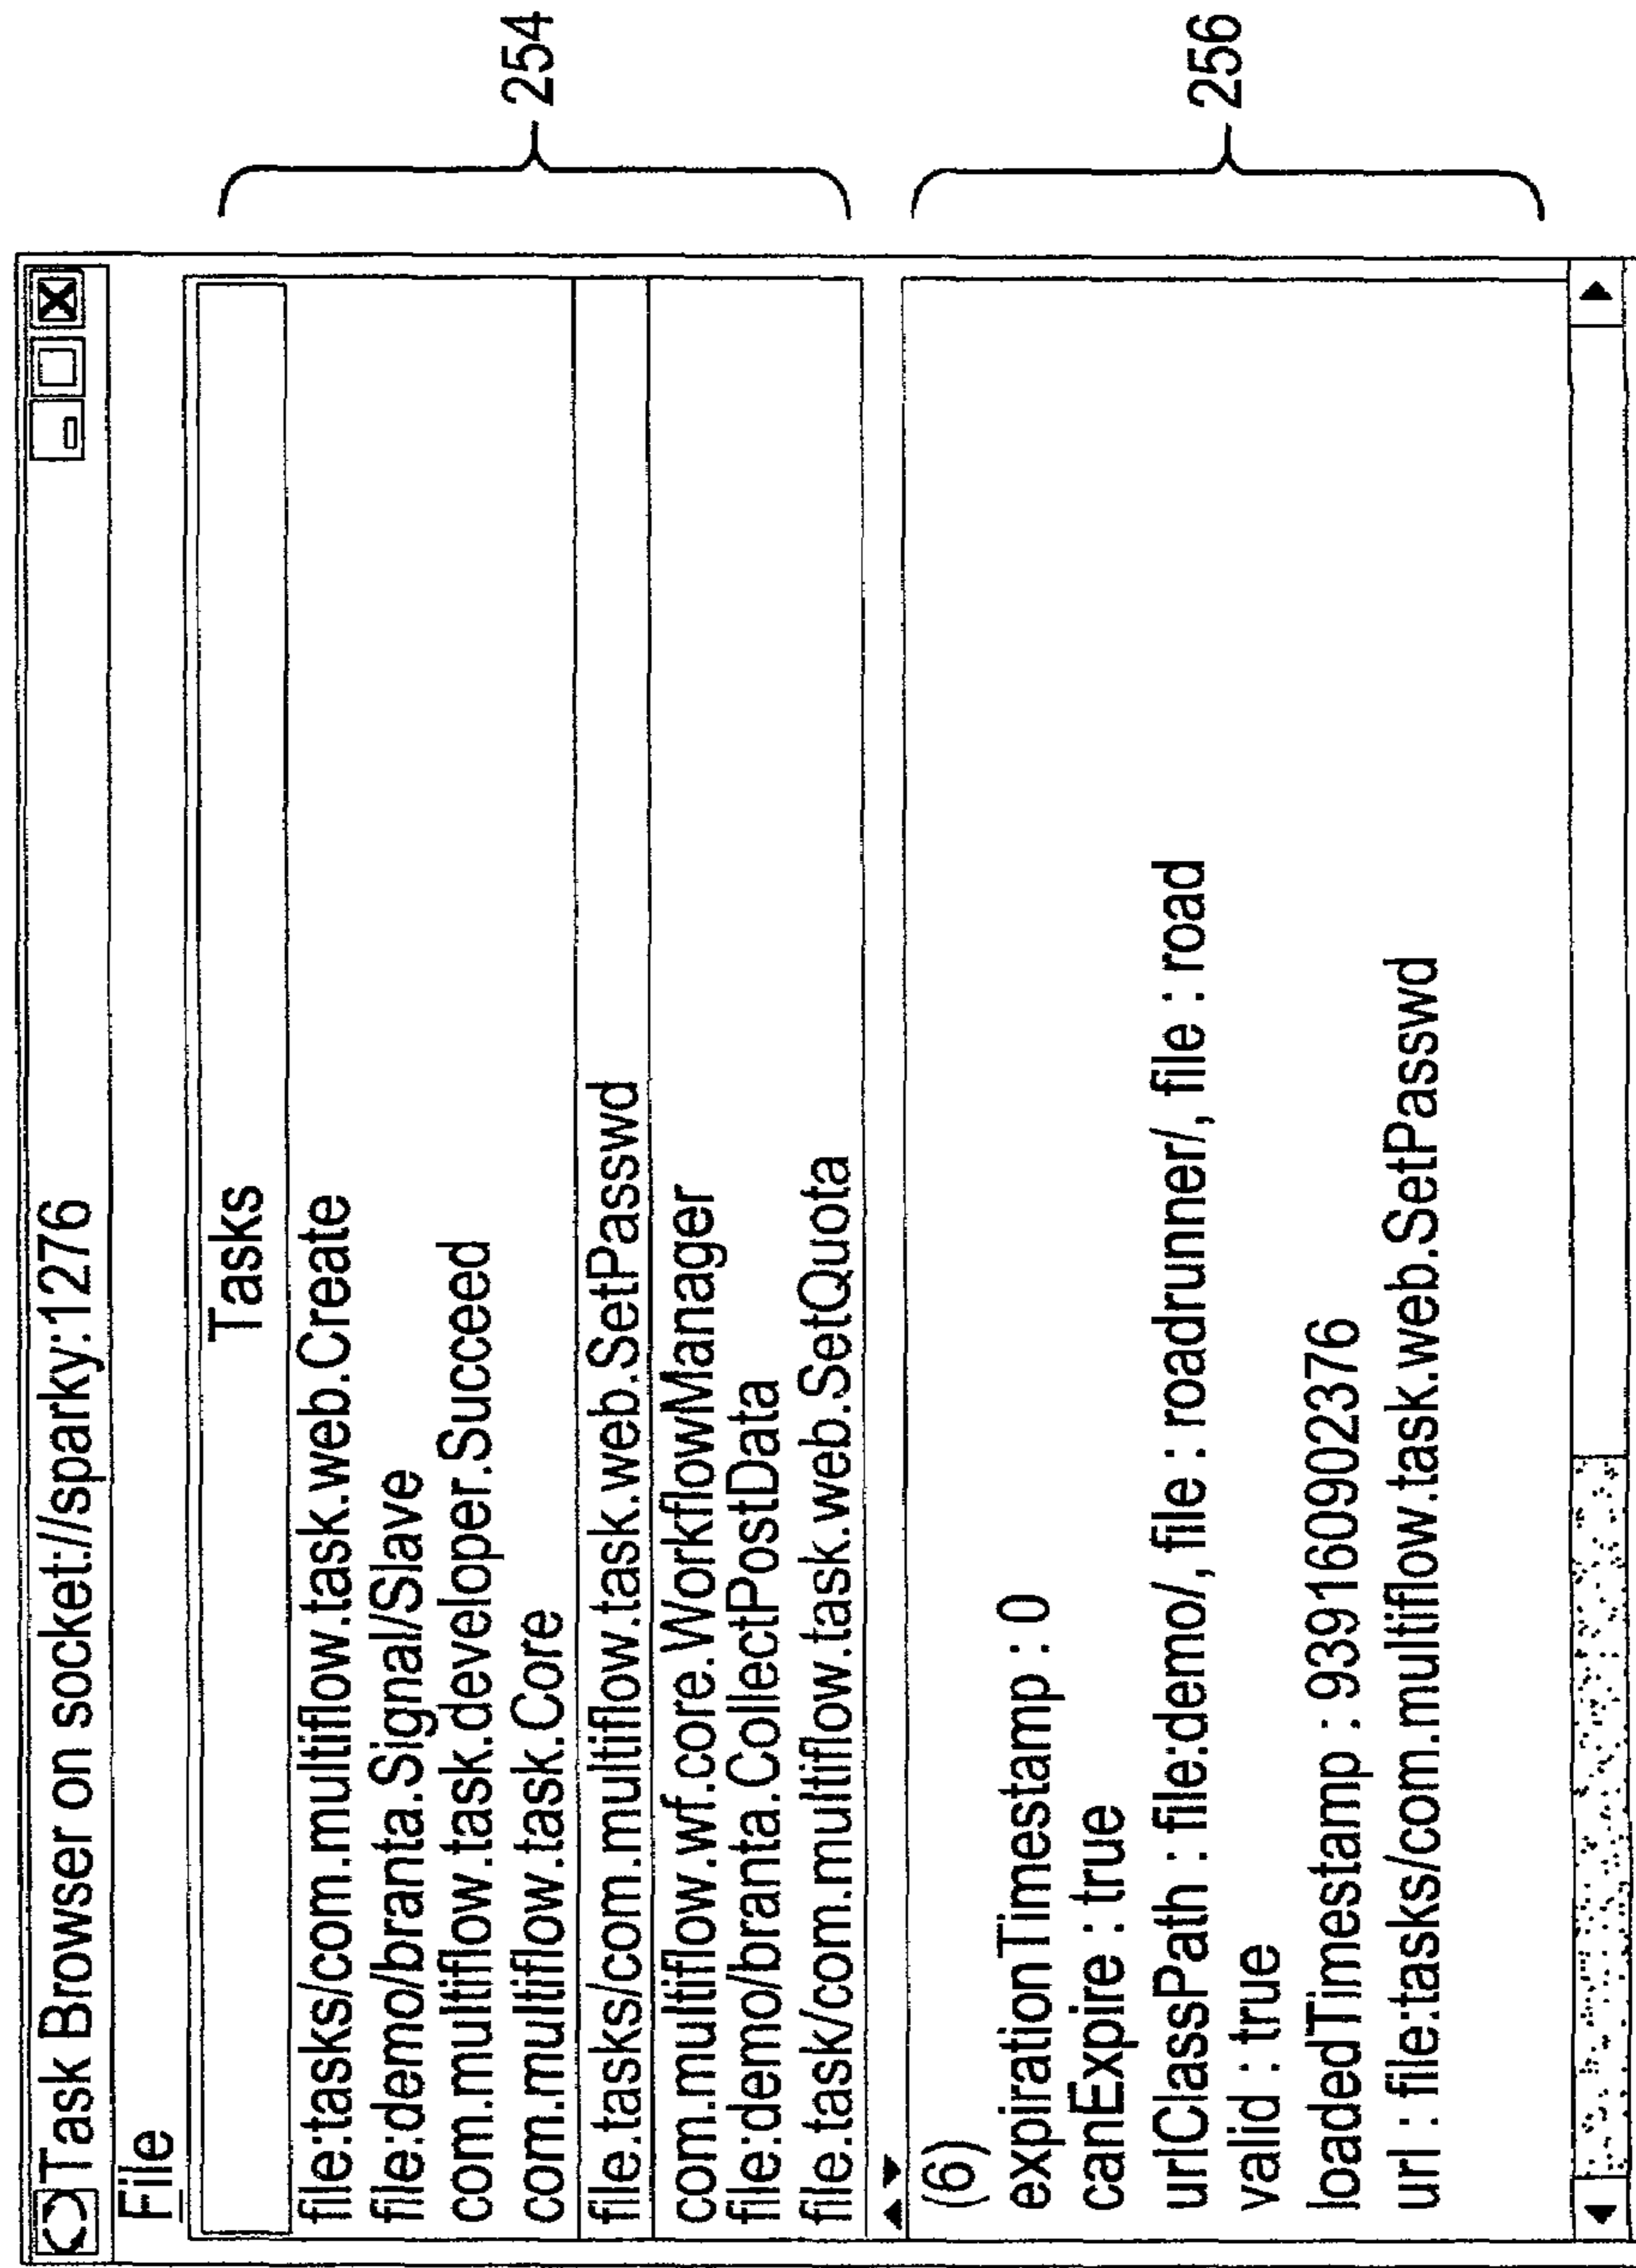 Task Browser on socket://sparky:1276
File
Tasks
file:tasks/com.multiflow.task.web.Create
file:demo/branta.Signal/Slave
com.multiflow.task.developer.Succeed
com.multiflow.task.Core
file.tasks/com.multiflow.task.web.SetPasswd
com.multiflow.wf.core.WorkflowManager
file:demo/branta.CollectPostData
file.task/com.multiflow.task.web.SetQuota
254
(6)
expirationTimestamp : 0
canExpire : true
urlClassPath : file:demo/, file : roadrunner/, file : road
valid : true
loadedTimestamp : 939160902376
url : file:tasks/com.multiflow.task.web.SetPasswd
256